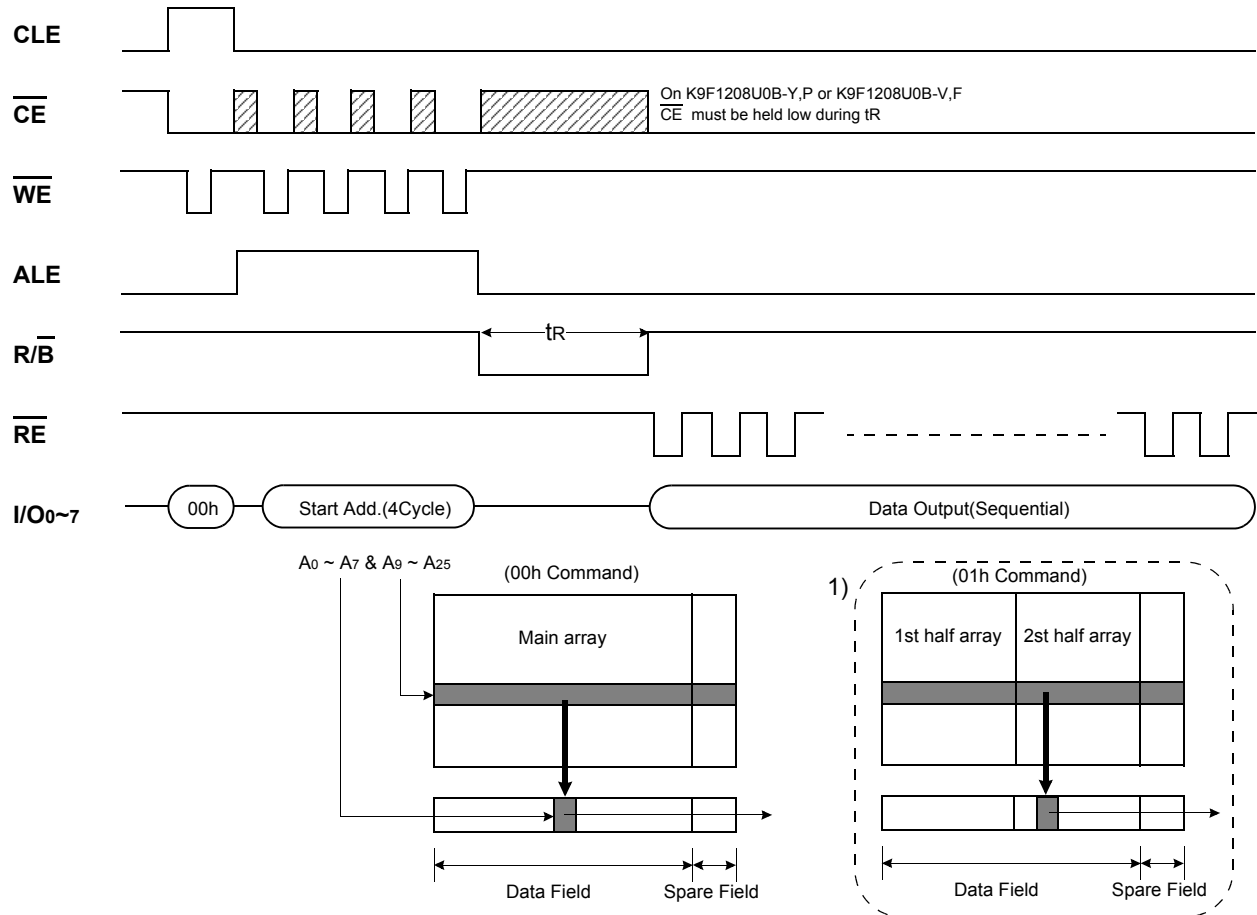 CLE
CE
On K9F1208U0B-Y,P or K9F1208U0B-V,F
CE must be held low during tR
WE
ALE
R/B
tR
RE
I/O0~7
00h
Start Add.(4Cycle)
Data Output(Sequential)
A0 ~ A7 & A9 ~ A25
(00h Command)
1)
(01h Command)
Main array
1st half array
2st half array
Data Field
Spare Field
Data Field
Spare Field